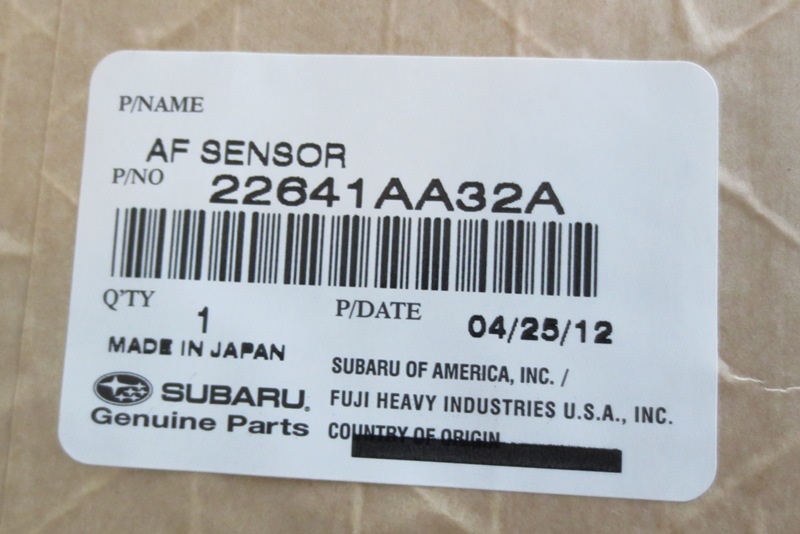 P/NAME
AF SENSOR
P/NO 22641AA32A
Q'TY 1
P/DATE 04/25/12
MADE IN JAPAN
SUBARU®
Genuine Parts
SUBARU OF AMERICA, INC. /
FUJI HEAVY INDUSTRIES U.S.A., INC.
COUNTRY OF ORIGIN